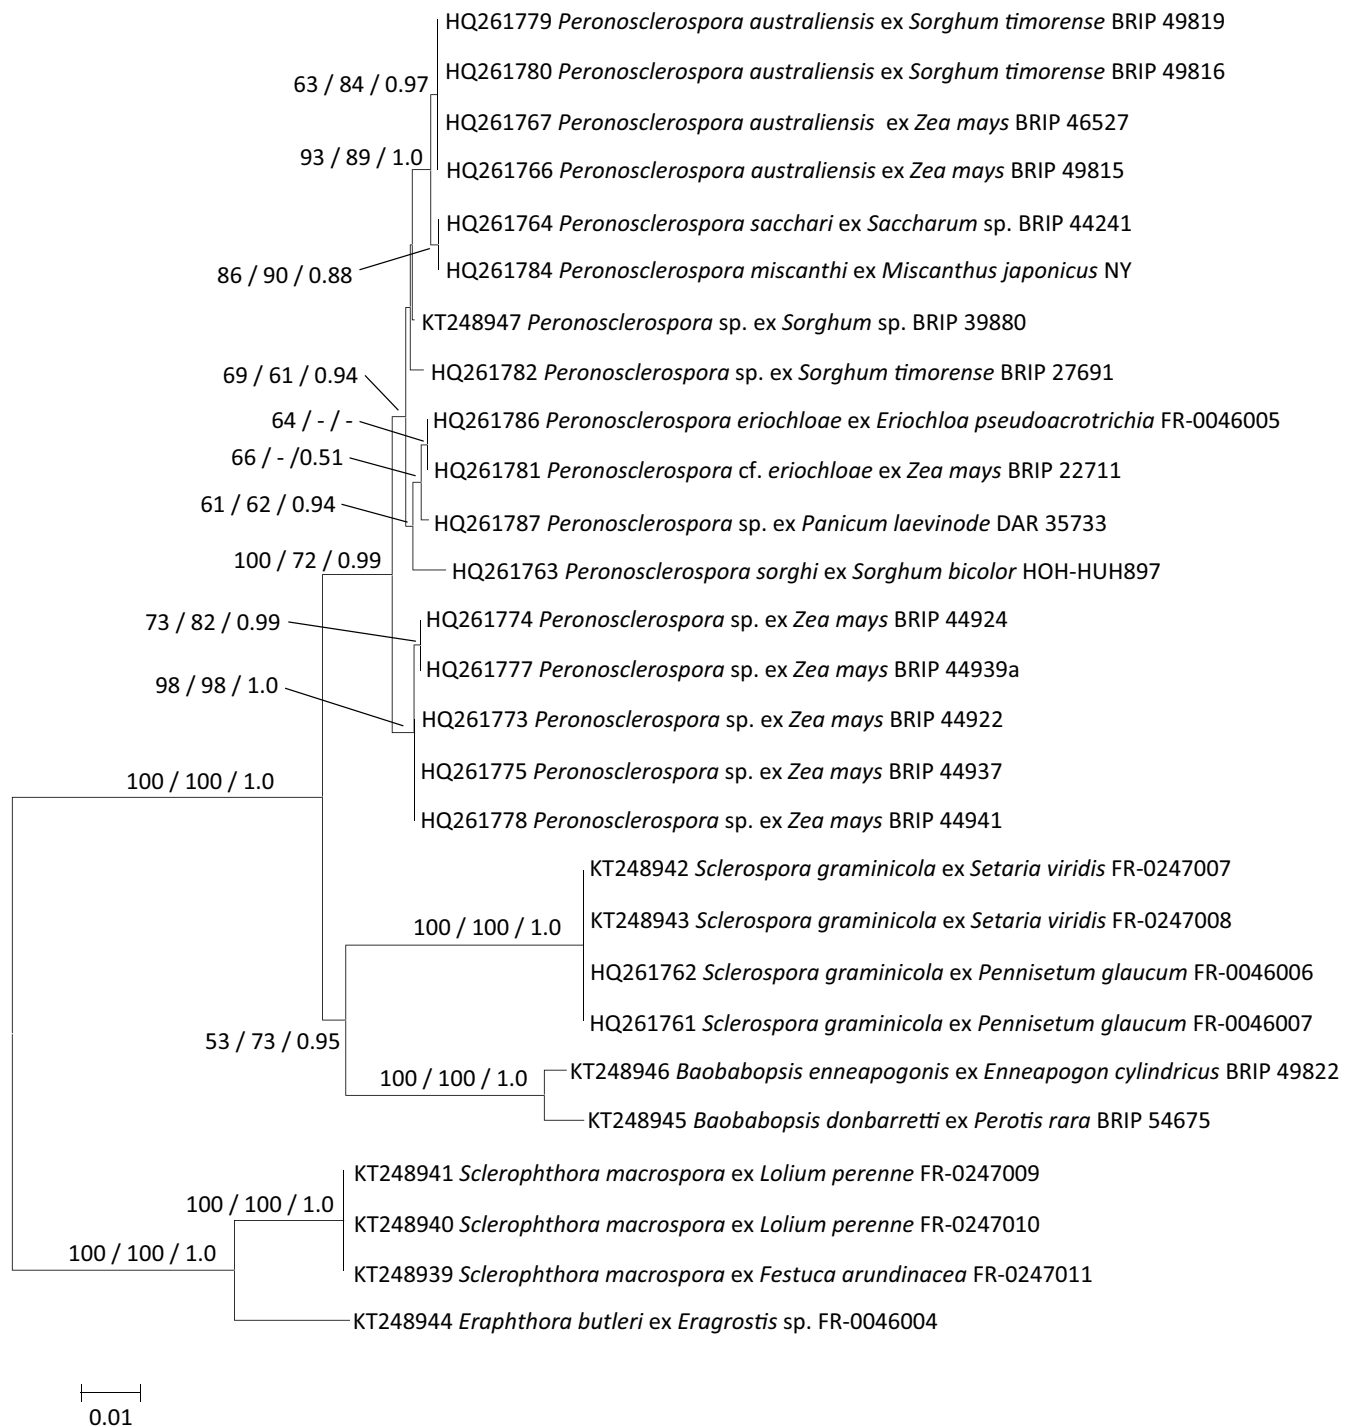 HQ261779 Peronosclerospora australiensis ex Sorghum timorense BRIP 49819
HQ261780 Peronosclerospora australiensis ex Sorghum timorense BRIP 49816
63 / 84 / 0.97
HQ261767 Peronosclerospora australiensis ex Zea mays BRIP 46527
93 / 89 / 1.0
HQ261766 Peronosclerospora australiensis ex Zea mays BRIP 49815
HQ261764 Peronosclerospora sacchari ex Saccharum sp. BRIP 44241
86 / 90 / 0.88
HQ261784 Peronosclerospora miscanthi ex Miscanthus japonicus NY
KT248947 Peronosclerospora sp. ex Sorghum sp. BRIP 39880
69 / 61 / 0.94
HQ261782 Peronosclerospora sp. ex Sorghum timorense BRIP 27691
64 / - / -
HQ261786 Peronosclerospora eriochloae ex Eriochloa pseudoacrotrichia FR-0046005
66 / - /0.51
HQ261781 Peronosclerospora cf. eriochloae ex Zea mays BRIP 22711
61 / 62 / 0.94
HQ261787 Peronosclerospora sp. ex Panicum laevinode DAR 35733
100 / 72 / 0.99
HQ261763 Peronosclerospora sorghi ex Sorghum bicolor HOH-HUH897
73 / 82 / 0.99
HQ261774 Peronosclerospora sp. ex Zea mays BRIP 44924
HQ261777 Peronosclerospora sp. ex Zea mays BRIP 44939a
98 / 98 / 1.0
HQ261773 Peronosclerospora sp. ex Zea mays BRIP 44922
HQ261775 Peronosclerospora sp. ex Zea mays BRIP 44937
100 / 100 / 1.0
HQ261778 Peronosclerospora sp. ex Zea mays BRIP 44941
KT248942 Sclerospora graminicola ex Setaria viridis FR-0247007
100 / 100 / 1.0
KT248943 Sclerospora graminicola ex Setaria viridis FR-0247008
HQ261762 Sclerospora graminicola ex Pennisetum glaucum FR-0046006
HQ261761 Sclerospora graminicola ex Pennisetum glaucum FR-0046007
53 / 73 / 0.95
100 / 100 / 1.0
KT248946 Baobabopsis enneapogonis ex Enneapogon cylindricus BRIP 49822
KT248945 Baobabopsis donbarretti ex Perotis rara BRIP 54675
KT248941 Sclerophthora macrospora ex Lolium perenne FR-0247009
100 / 100 / 1.0
KT248940 Sclerophthora macrospora ex Lolium perenne FR-0247010
100 / 100 / 1.0
KT248939 Sclerophthora macrospora ex Festuca arundinacea FR-0247011
KT248944 Eraphthora butleri ex Eragrostis sp. FR-0046004
0.01